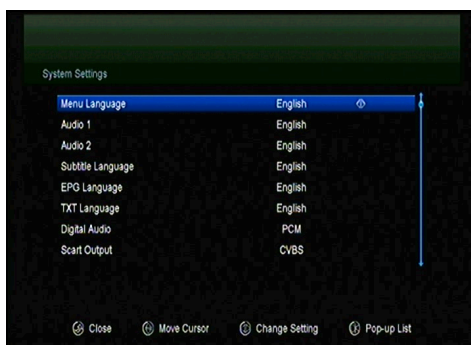 System Settings
Menu Language English
Audio 1 English
Audio 2 English
Subtitle Language English
EPG Language English
TXT Language English
Digital Audio PCM
Scart Output CVBS
Close Move Cursor Change Setting Pop-up List